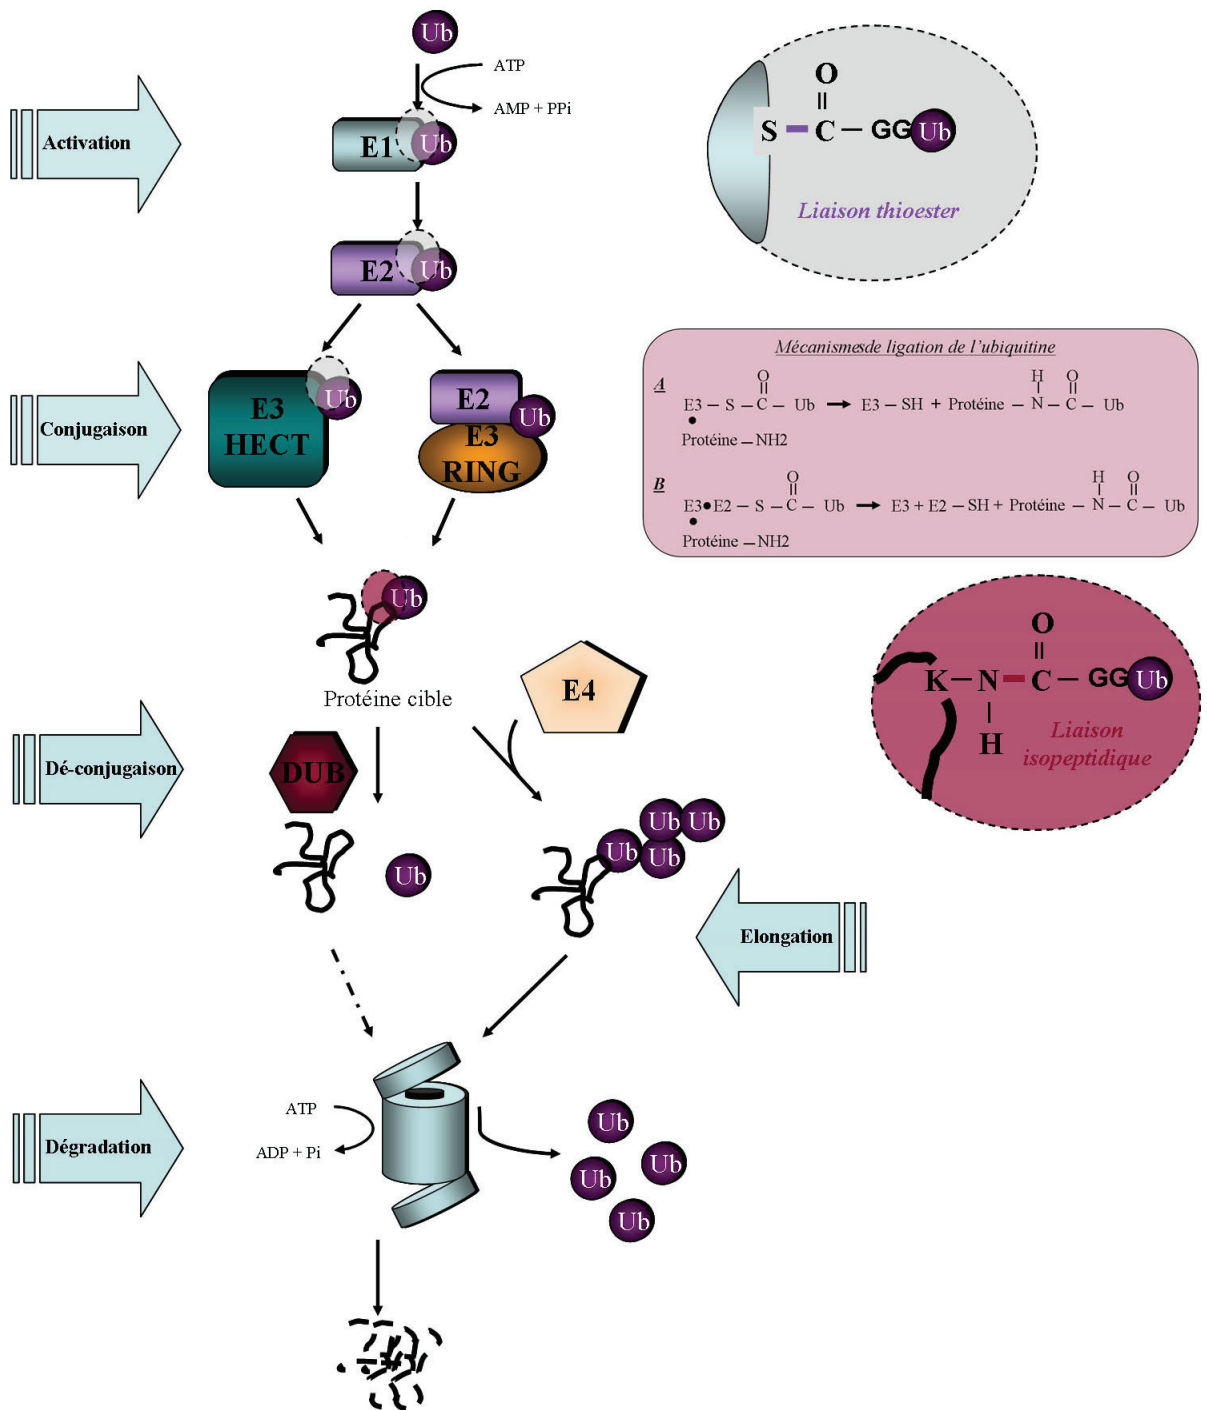 Ub
ATP
AMP + PPi
Activation
E1
Ub
O
S
C
GG
Ub
Liaison thioester
E2
Ub
Conjugaison
E3
HECT
Ub
E2
Ub
E3
RING
Mécanismesde ligation de l'ubiquitine
A
O
H O
E3 – S – C – Ub → E3 – SH + Protéine – N – C – Ub
Protéine – NH2
B
O
H O
E3•E2 – S – C – Ub → E3 + E2 – SH + Protéine – N – C – Ub
Protéine – NH2
Ub
Protéine cible
E4
O
K – N – C – GG Ub
H
Liaison
isopeptidique
Dé-conjugaison
DUB
Ub
Ub
Ub
Ub
Ub
Elongation
Dégradation
ATP
ADP + Pi
Ub
Ub
Ub
Ub